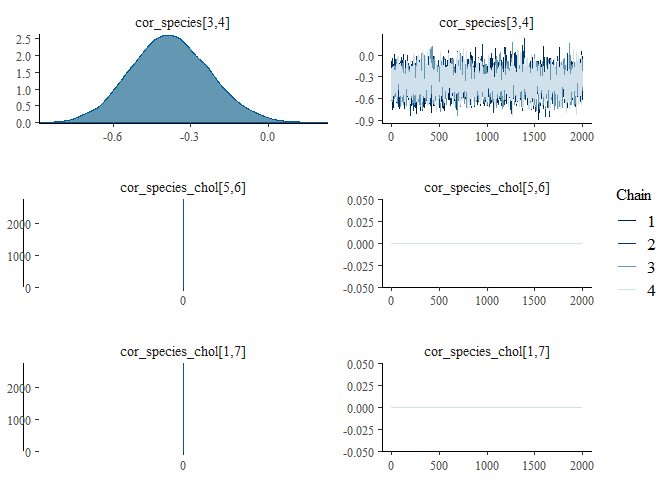 cor_species[3,4]
2.5
2.0
1.5
1.0
0.5
0.0
-0.6 -0.3 0.0
cor_species[3,4]
0.0
-0.3
-0.6
-0.9
0 500 1000 1500 2000
cor_species_chol[5,6]
2000
1000
0
0
cor_species_chol[5,6]
0.050
0.025
0.000
-0.025
-0.050
0 500 1000 1500 2000
cor_species_chol[1,7]
2000
1000
0
0
cor_species_chol[1,7]
0.050
0.025
0.000
-0.025
-0.050
0 500 1000 1500 2000
Chain
1
2
3
4